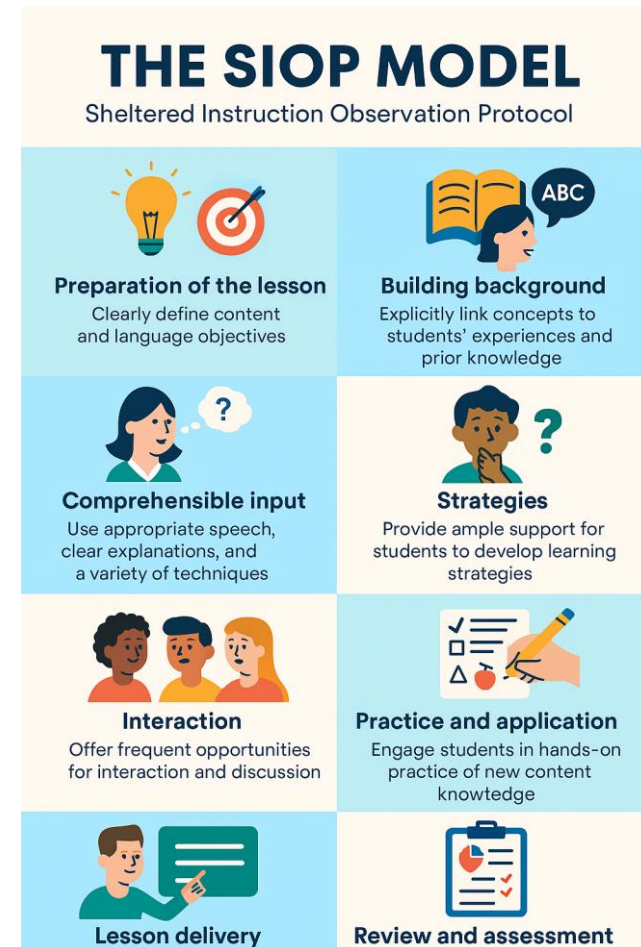 THE SIOP MODEL
Sheltered Instruction Observation Protocol
Preparation of the lesson
Clearly define content
and language objectives
ABC
Building background
Explicitly link concepts to
students' experiences and
prior knowledge
?
Comprehensible input
Use appropriate speech,
clear explanations, and
a variety of techniques
?
Strategies
Provide ample support for
students to develop learning
strategies
Interaction
Offer frequent opportunities
for interaction and discussion
Practice and application
Engage students in hands-on
practice of new content
knowtedge
Lesson delivery
Review and assessment